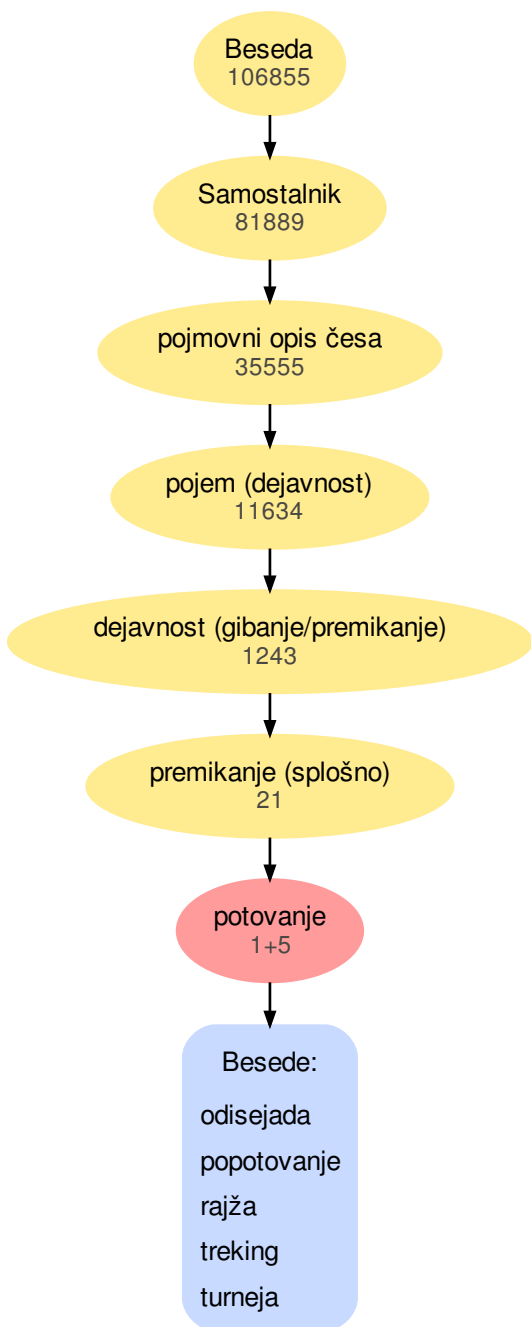 Beseda
106855
Samostalnik
81889
pojmovni opis česa
35555
pojem (dejavnost)
11634
dejavnost (gibanje/premikanje)
1243
premikanje (splošno)
21
potovanje
1+5
Besede:
odisejada
popotovanje
rajža
treking
turneja